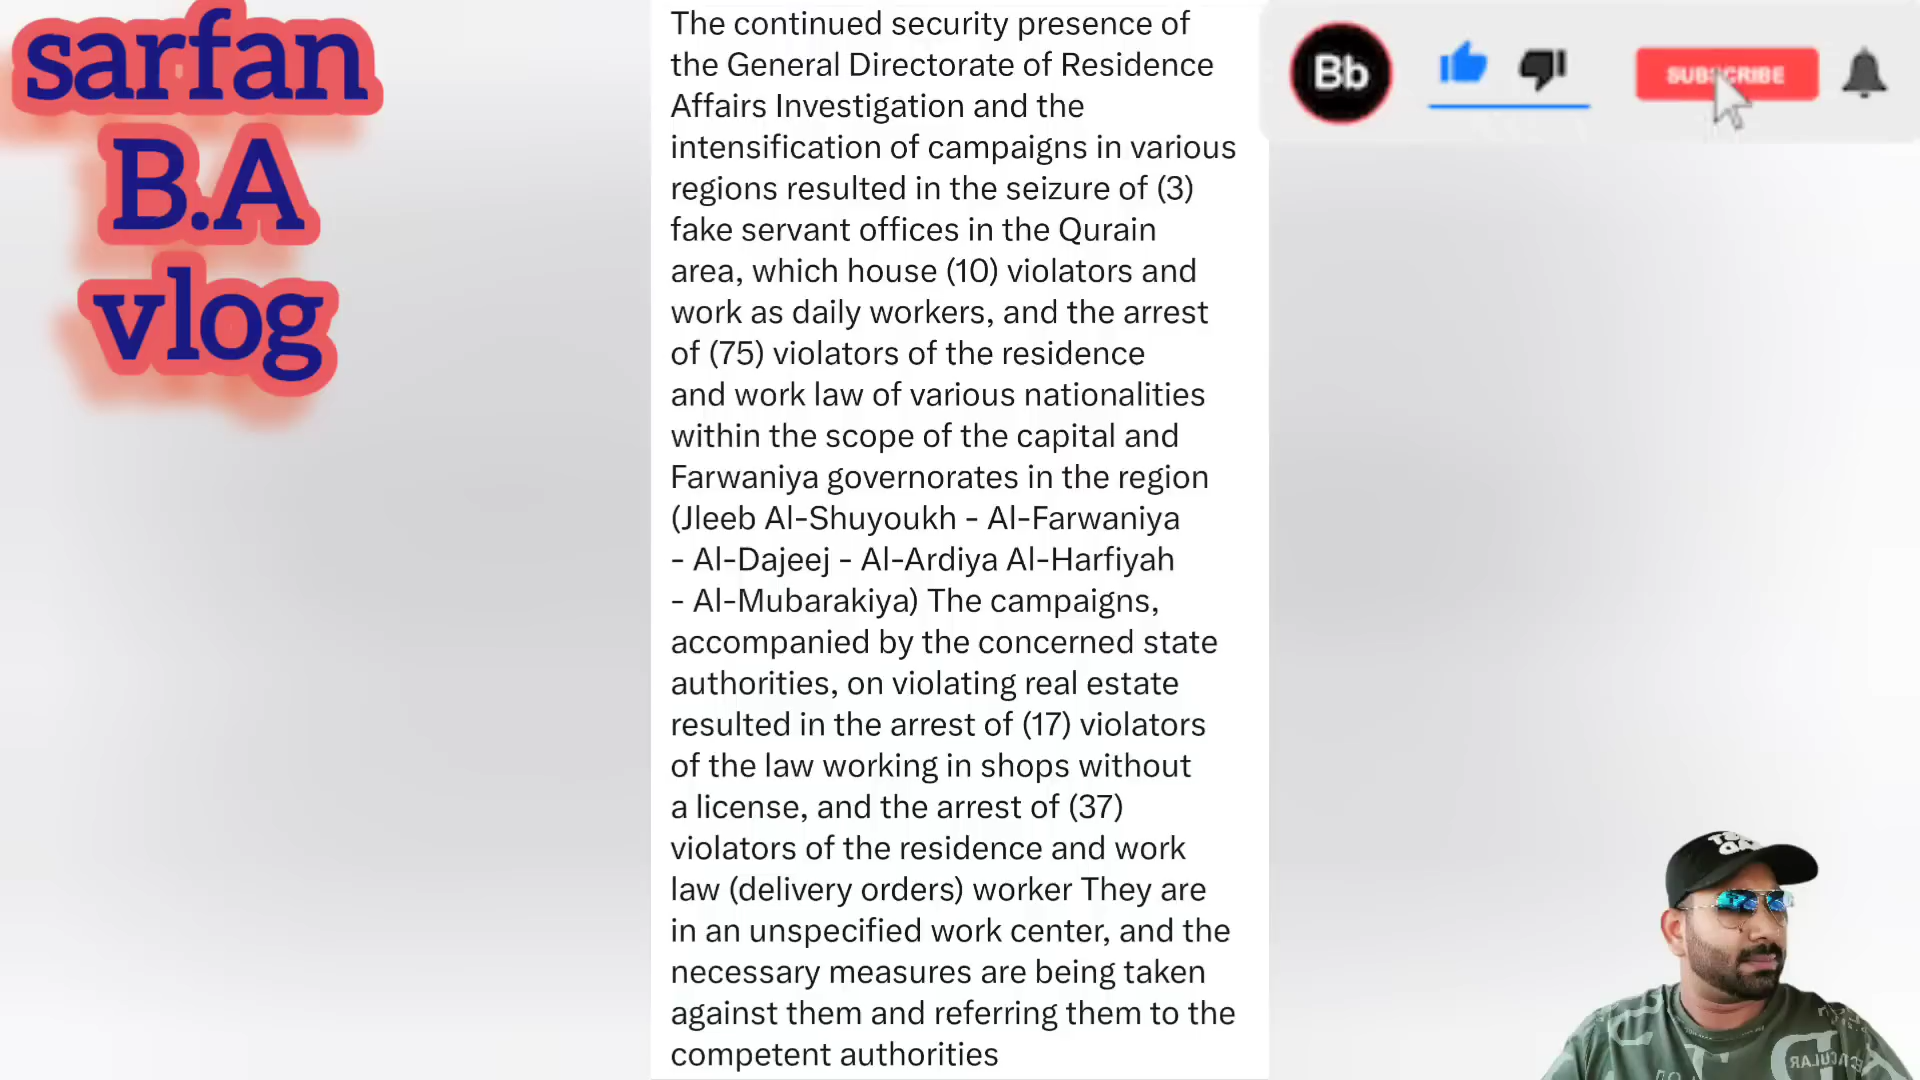 sarfan
B.A
vlog
The continued security presence of
the General Directorate of Residence
Affairs Investigation and the
intensification of campaigns in various
regions resulted in the seizure of (3)
fake servant offices in the Qurain
area, which house (10) violators and
work as daily workers, and the arrest
of (75) violators of the residence
and work law of various nationalities
within the scope of the capital and
Farwaniya governorates in the region
(Jleeb Al-Shuyoukh - Al-Farwaniya
- Al-Dajeej - Al-Ardiya Al-Harfiyah
- Al-Mubarakiya) The campaigns,
accompanied by the concerned state
authorities, on violating real estate
resulted in the arrest of (17) violators
of the law working in shops without
a license, and the arrest of (37)
violators of the residence and work
law (delivery orders) worker They are
in an unspecified work center, and the
necessary measures are being taken
against them and referring them to the
competent authorities
Bb
SUBSCRIBE